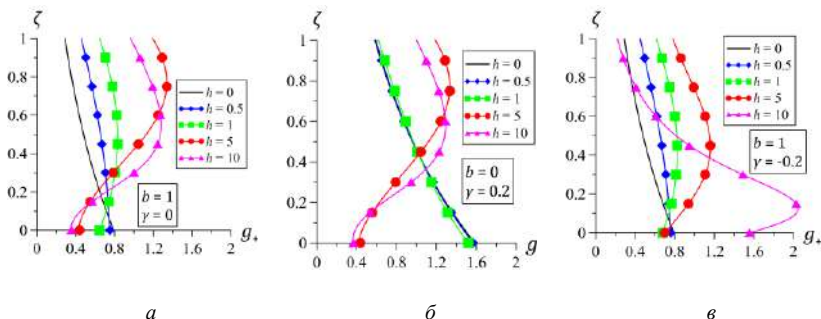 ζ
1
0.8
0.6
0.4
0.2
0
0 0.4 0.8 1.2 1.6 2
g₊
h = 0
h = 0.5
h = 1
h = 5
h = 10
b = 1
γ = 0
а
ζ
1
0.8
0.6
0.4
0.2
0
0 0.4 0.8 1.2 1.6 2
g
h = 0
h = 0.5
h = 1
h = 5
h = 10
b = 0
γ = 0.2
б
ζ
1
0.8
0.6
0.4
0.2
0
0 0.4 0.8 1.2 1.6 2
g₊
h = 0
h = 0.5
h = 1
h = 5
h = 10
b = 1
γ = -0.2
в